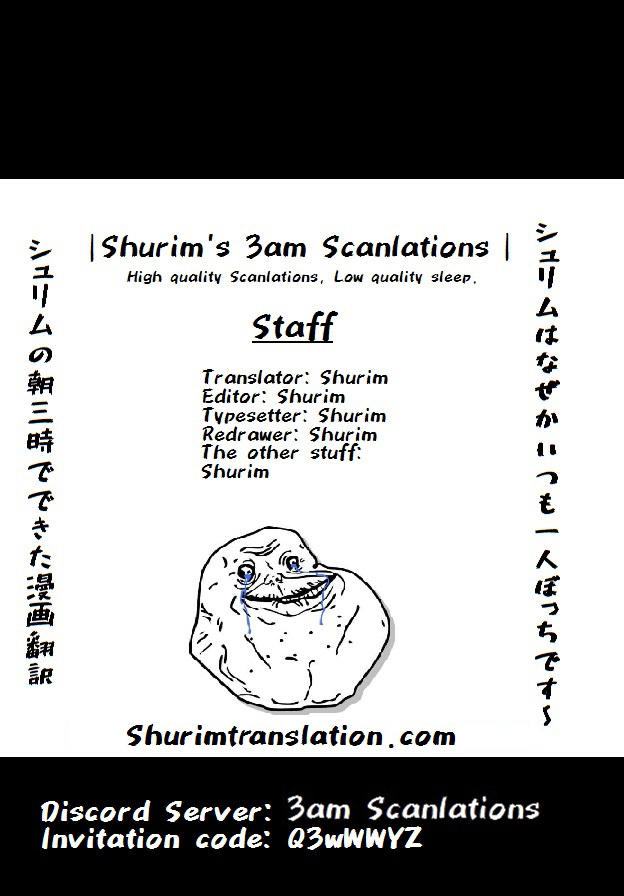 |Shurim's 3am Scanlations |
High quality Scanlations, Low quality sleep.
Staff
Translator: Shurim
Editor: Shurim
Typesetter: Shurim
Redrawer: Shurim
The other stuff:
Shurim
シュリムはなぜかいつも一人ぼっちです~
シュリムの朝三時でできた漫画翻訳
Shurimtranslation.com
Discord Server: 3am Scanlations
Invitation code: Q3wWWYZ